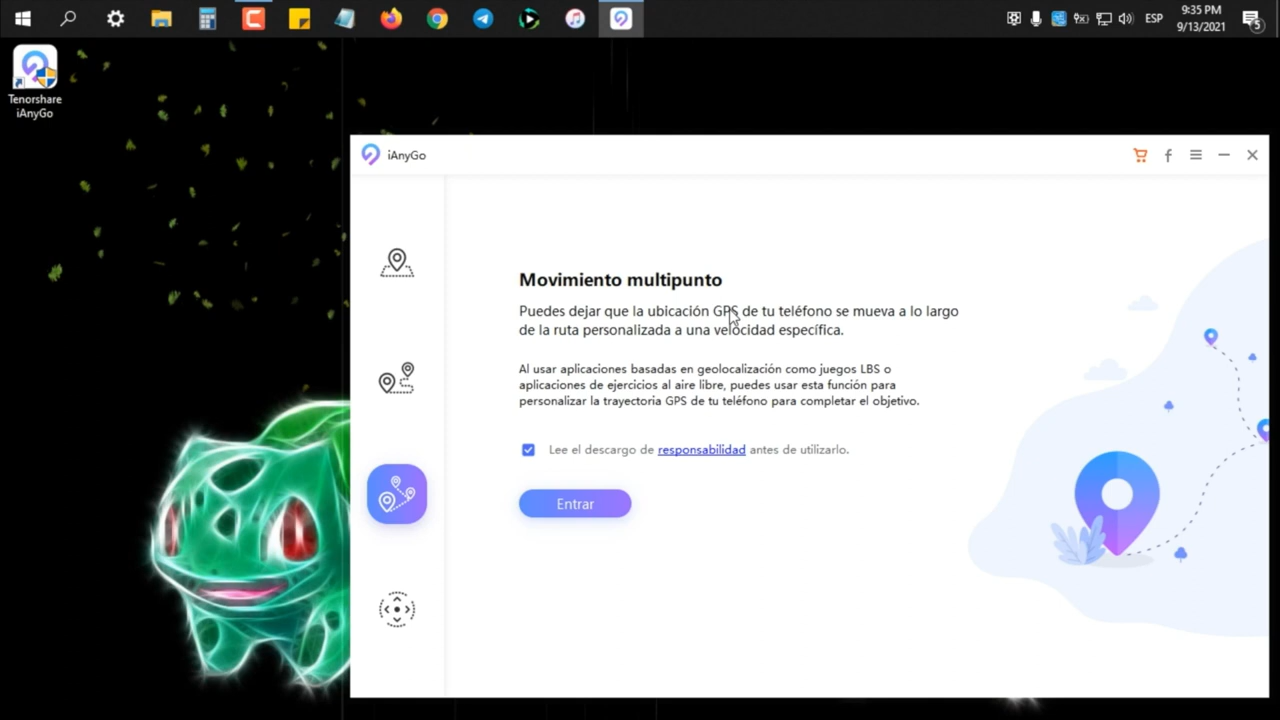 ESP
9:35 PM
9/13/2021
5
Tenorshare
iAnyGo
iAnyGo
Movimiento multipunto
Puedes dejar que la ubicación GPS de tu teléfono se mueva a lo largo
de la ruta personalizada a una velocidad específica.
Al usar aplicaciones basadas en geolocalización como juegos LBS o
aplicaciones de ejercicios al aire libre, puedes usar esta función para
personalizar la trayectoria GPS de tu teléfono para completar el objetivo.
Lee el descargo de responsabilidad antes de utilizarlo.
Entrar